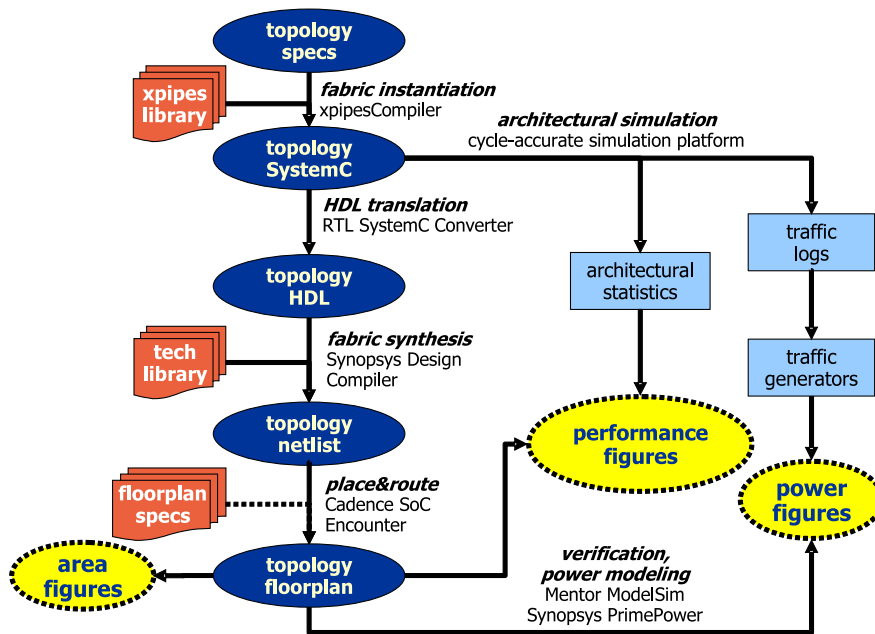 topology
specs
xpipes
library
fabric instantiation
xpipesCompiler
architectural simulation
cycle-accurate simulation platform
topology
SystemC
HDL translation
RTL SystemC Converter
traffic
logs
topology
HDL
architectural
statistics
fabric synthesis
Synopsys Design
Compiler
tech
library
traffic
generators
topology
netlist
performance
figures
place&route
Cadence SoC
Encounter
floorplan
specs
power
figures
area
figures
topology
floorplan
verification,
power modeling
Mentor ModelSim
Synopsys PrimePower